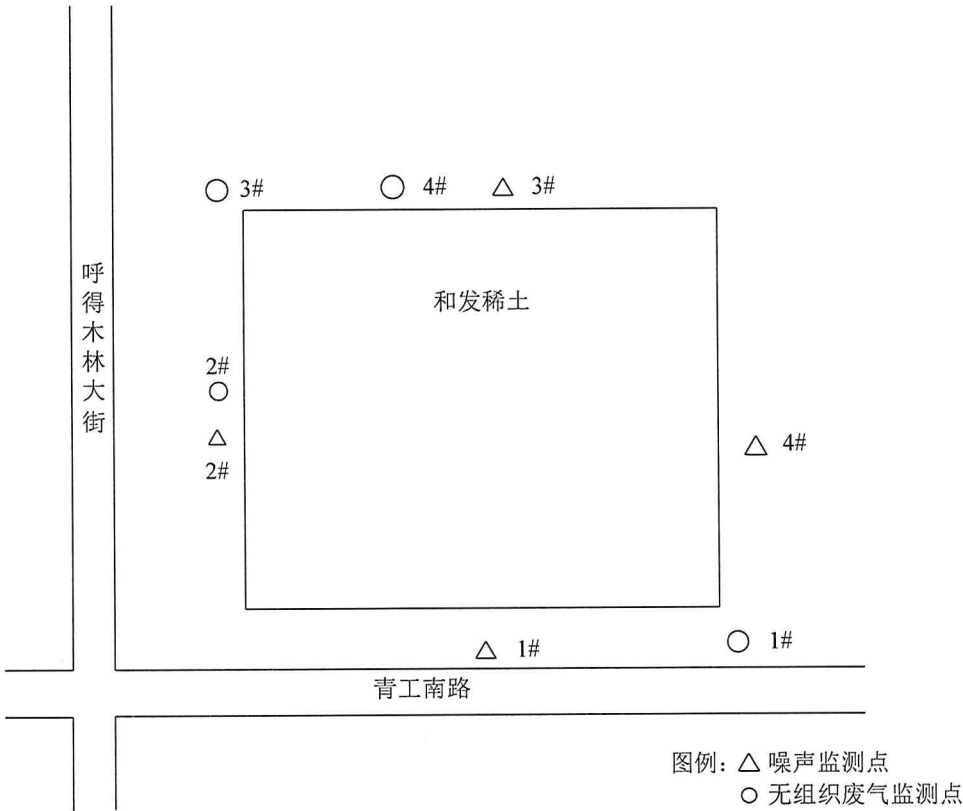 3#
4#
3#
呼得木林大街
和发稀土
2#
2#
4#
1#
1#
青工南路
图例：△ 噪声监测点
○ 无组织废气监测点